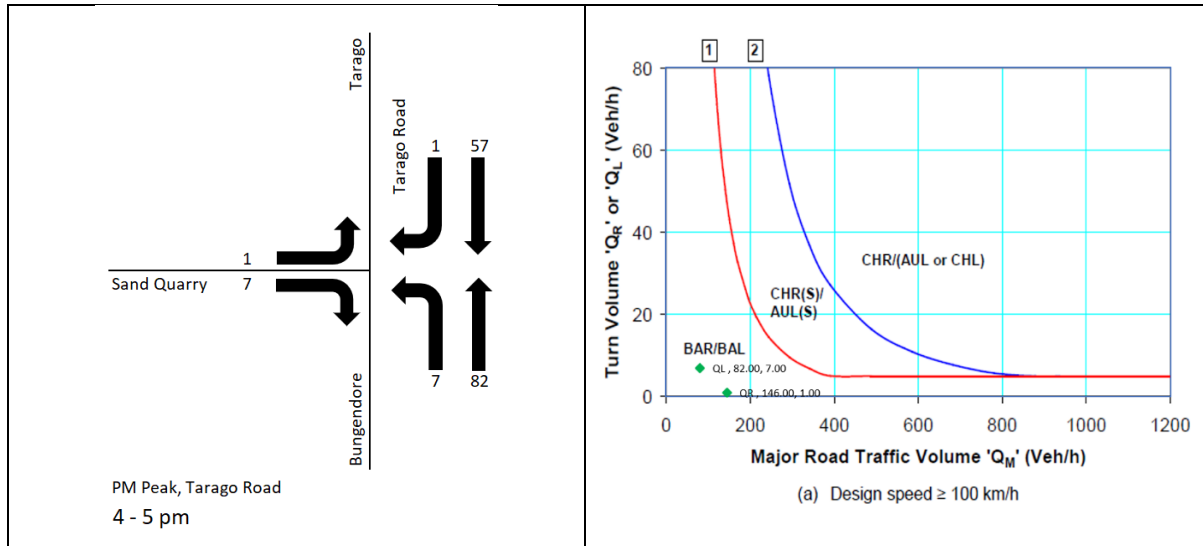 Tarago
Tarago Road
1
57
1
Sand Quarry
7
7
82
Bungendore
PM Peak, Tarago Road
4 - 5 pm
1
2
Turn Volume 'QR' or 'QL' (Veh/h)
80
60
40
20
0
CHR/(AUL or CHL)
CHR(S)/
AUL(S)
BAR/BAL
QL , 82.00, 7.00
QR , 146.00, 1.00
0
200
400
600
800
1000
1200
Major Road Traffic Volume 'QM' (Veh/h)
(a) Design speed ≥ 100 km/h